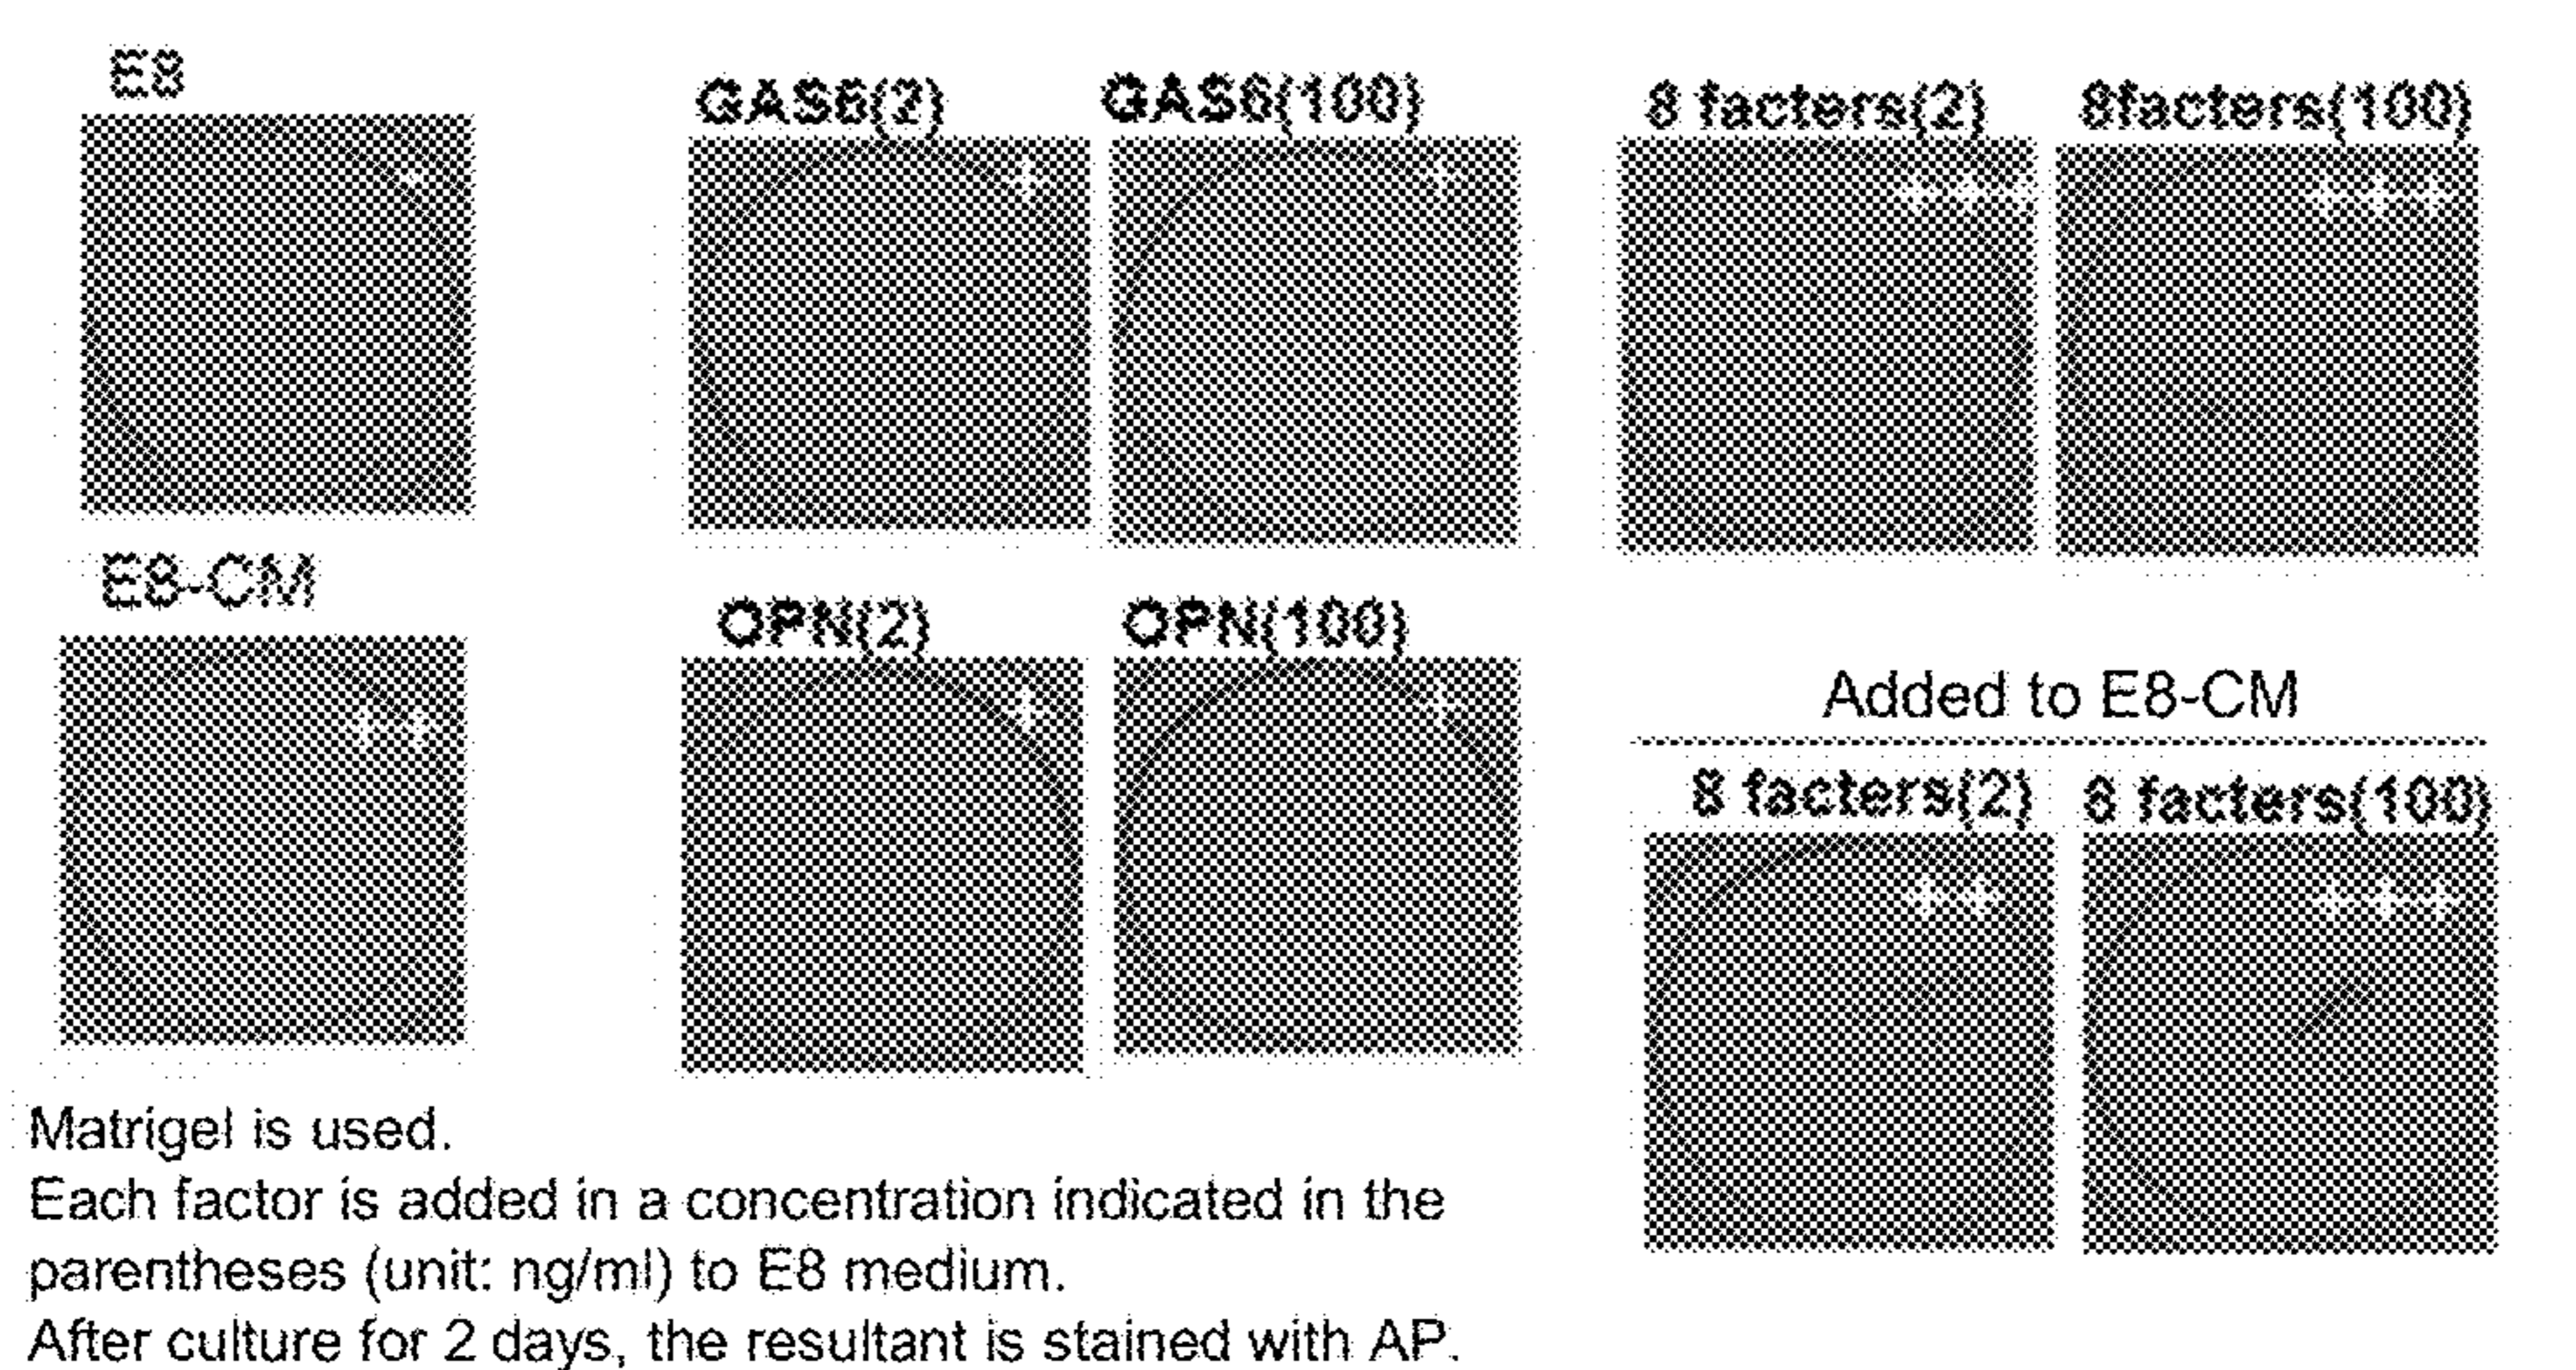 E8
GAS6(2)
GAS6(100)
8 facters(2)
8facters(100)
+
+
+++
+++
E8-CM
OPN(2)
OPN(100)
++
+
+
Added to E8-CM
8 facters(2)
8 facters(100)
++
+++
Matrigel is used.
Each factor is added in a concentration indicated in the
parentheses (unit: ng/ml) to E8 medium.
After culture for 2 days, the resultant is stained with AP.